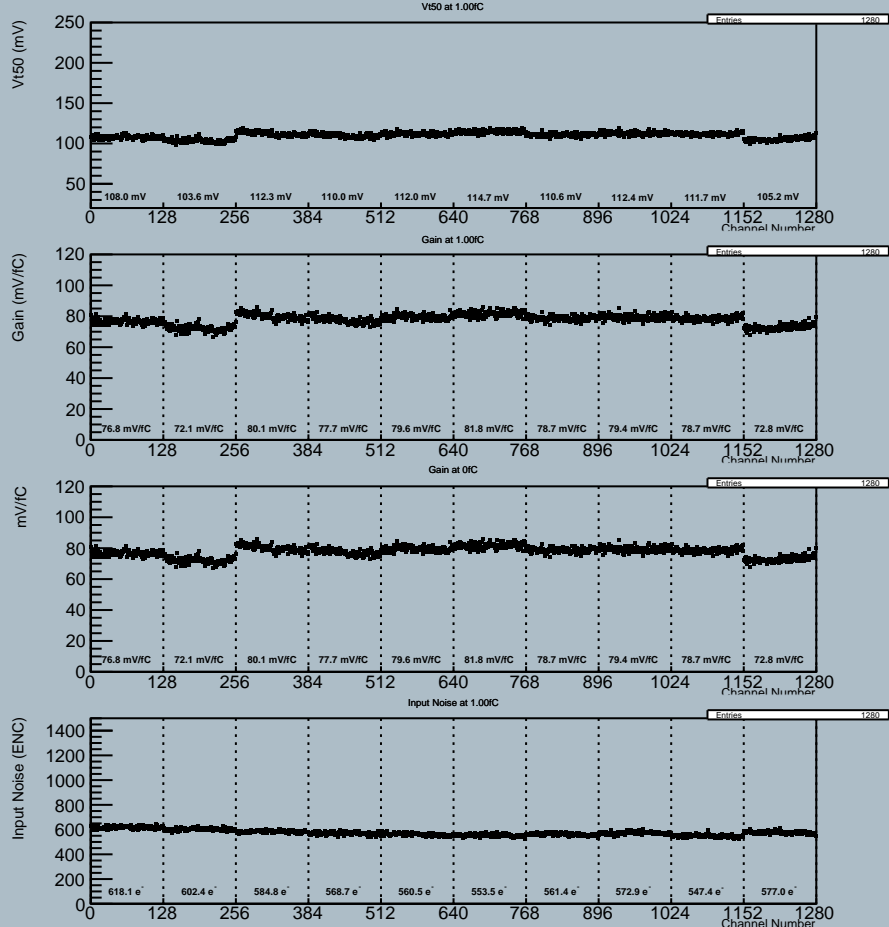 Vt50 at 1.00fC
Entries 1280
Vt50 (mV)
250
200
150
100
50
108.0 mV 103.6 mV 112.3 mV 110.0 mV 112.0 mV 114.7 mV 110.6 mV 112.4 mV 111.7 mV 105.2 mV
0 128 256 384 512 640 768 896 1024 1152 1280
Channel Number
Gain at 1.00fC
Entries 1280
Gain (mV/fC)
120
100
80
60
40
20
0
76.8 mV/fC 72.1 mV/fC 80.1 mV/fC 77.7 mV/fC 79.6 mV/fC 81.8 mV/fC 78.7 mV/fC 79.4 mV/fC 78.7 mV/fC 72.8 mV/fC
0 128 256 384 512 640 768 896 1024 1152 1280
Channel Number
Gain at 0fC
Entries 1280
mV/fC
120
100
80
60
40
20
0
76.8 mV/fC 72.1 mV/fC 80.1 mV/fC 77.7 mV/fC 79.6 mV/fC 81.8 mV/fC 78.7 mV/fC 79.4 mV/fC 78.7 mV/fC 72.8 mV/fC
0 128 256 384 512 640 768 896 1024 1152 1280
Channel Number
Input Noise at 1.00fC
Entries 1280
Input Noise (ENC)
1400
1200
1000
800
600
400
200
0
618.1 e⁻ 602.4 e⁻ 584.8 e⁻ 568.7 e⁻ 560.5 e⁻ 553.5 e⁻ 561.4 e⁻ 572.9 e⁻ 547.4 e⁻ 577.0 e⁻
0 128 256 384 512 640 768 896 1024 1152 1280
Channel Number